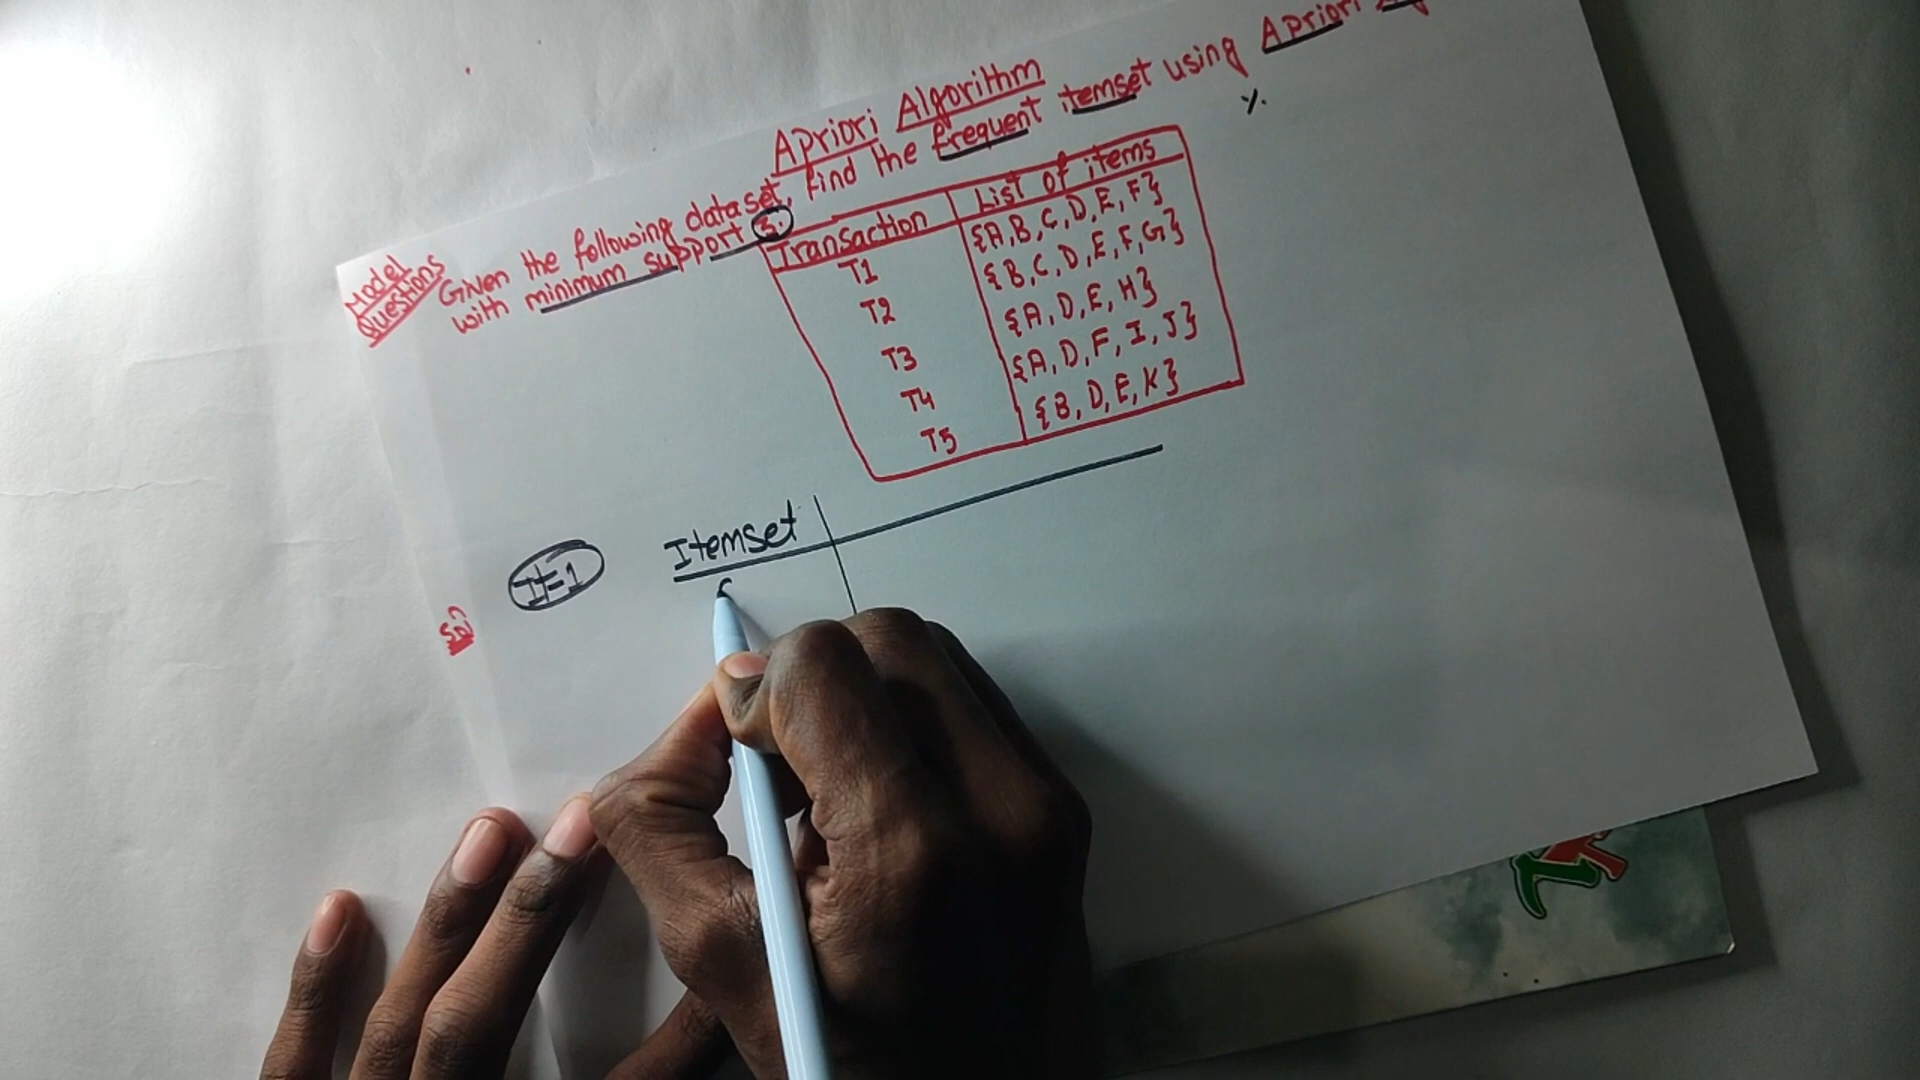 Apriori Algorithm
Model
Questions
Given the following dataset, find the frequent itemset using Apriori
with minimum support 3.
%
Transaction List of items
T1 {A, B, C, D, E, F}
T2 {B, C, D, E, F, G}
T3 {A, D, E, H}
T4 {A, D, F, I, J}
T5 {B, D, E, K}
It=1 Itemset